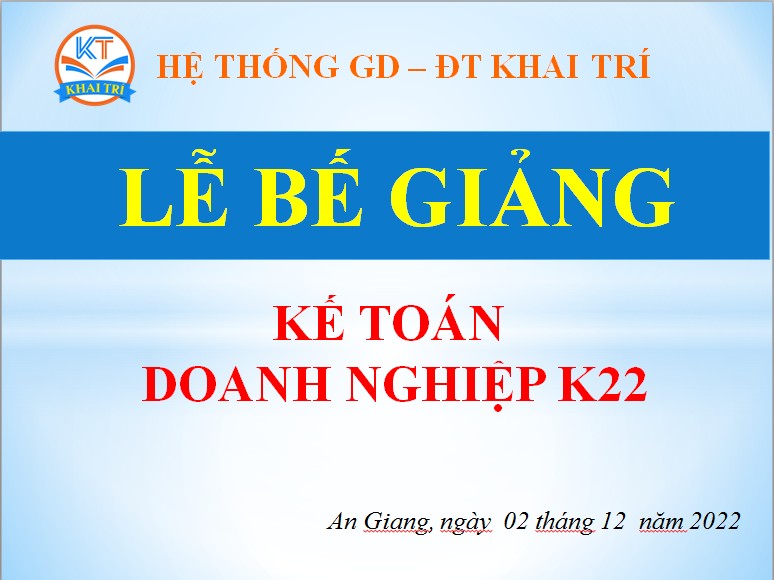 KT
KHAI TRÍ
HỆ THỐNG GD – ĐT KHAI TRÍ
LỄ BẾ GIẢNG
KẾ TOÁN
DOANH NGHIỆP K22
An Giang, ngày 02 tháng 12 năm 2022